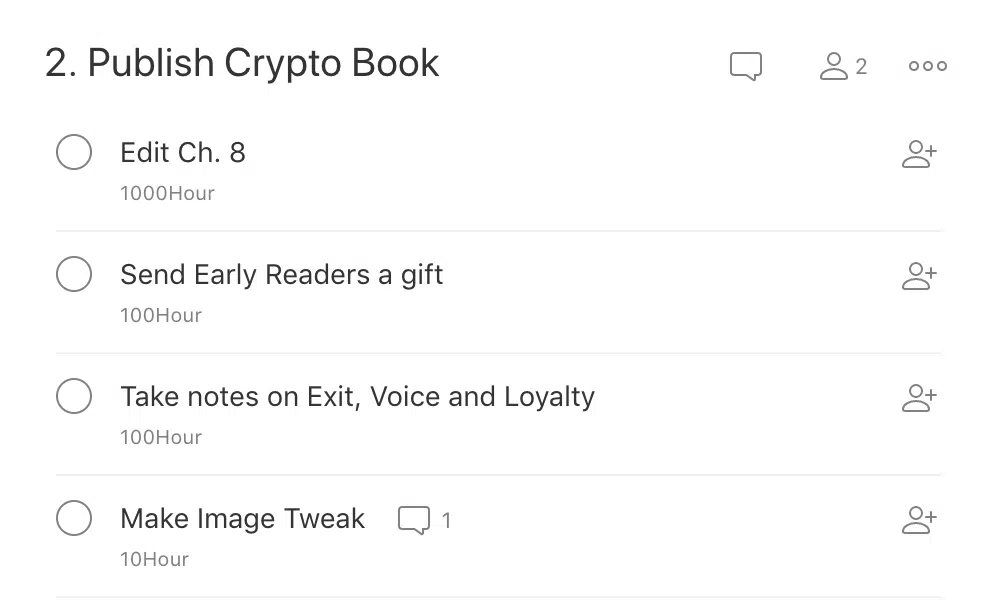 2. Publish Crypto Book
2
Edit Ch. 8
1000Hour
Send Early Readers a gift
100Hour
Take notes on Exit, Voice and Loyalty
100Hour
Make Image Tweak 1
10Hour